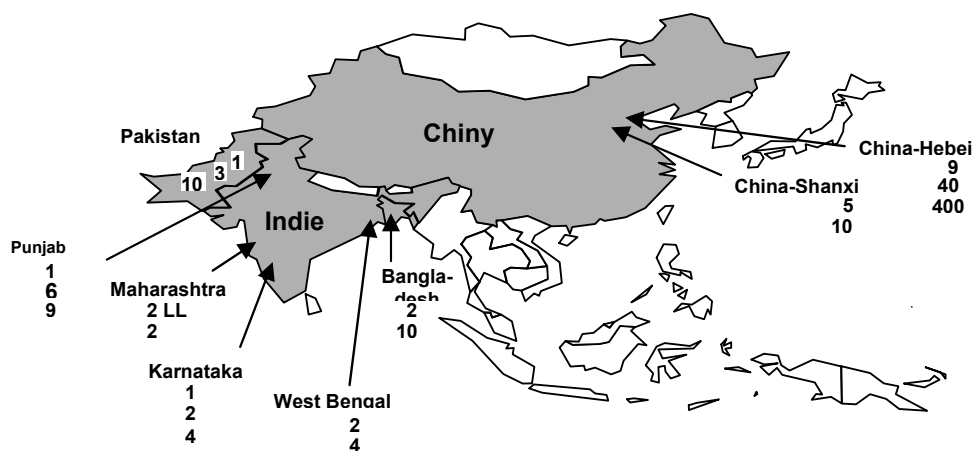 Chiny
Pakistan
1
3
10
China-Hebei
9
40
400
China-Shanxi
5
10
Indie
Punjab
1
6
9
Maharashtra
2 LL
2
Bangla-
desh
2
10
Karnataka
1
2
4
West Bengal
2
4